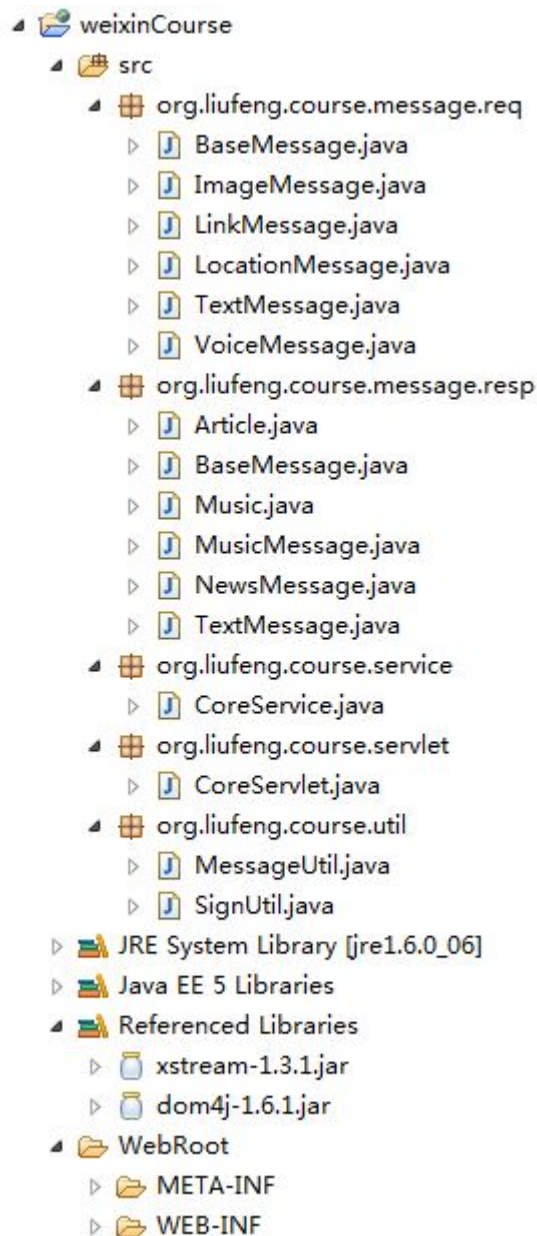 weixinCourse
src
org.liufeng.course.message.req
BaseMessage.java
ImageMessage.java
LinkMessage.java
LocationMessage.java
TextMessage.java
VoiceMessage.java
org.liufeng.course.message.resp
Article.java
BaseMessage.java
Music.java
MusicMessage.java
NewsMessage.java
TextMessage.java
org.liufeng.course.service
CoreService.java
org.liufeng.course.servlet
CoreServlet.java
org.liufeng.course.util
MessageUtil.java
SignUtil.java
JRE System Library [jre1.6.0_06]
Java EE 5 Libraries
Referenced Libraries
xstream-1.3.1.jar
dom4j-1.6.1.jar
WebRoot
META-INF
WEB-INF